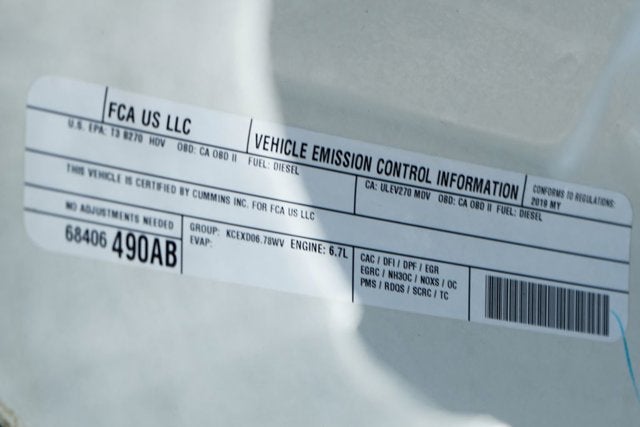 FCA US LLC
VEHICLE EMISSION CONTROL INFORMATION
CONFORMS TO REGULATIONS:
2019 MY
U.S. EPA: T3 B270 HDV OBD: CA OBD II FUEL: DIESEL
CA: ULEV270 MDV OBD: CA OBD II FUEL: DIESEL
THIS VEHICLE IS CERTIFIED BY CUMMINS INC. FOR FCA US LLC
NO ADJUSTMENTS NEEDED
68406 490AB
GROUP: KCEXD06.78WV ENGINE: 6.7L
EVAP:
CAC / DFI / DPF / EGR
EGRC / NH3OC / NOXS / OC
PMS / RDQS / SCRC / TC